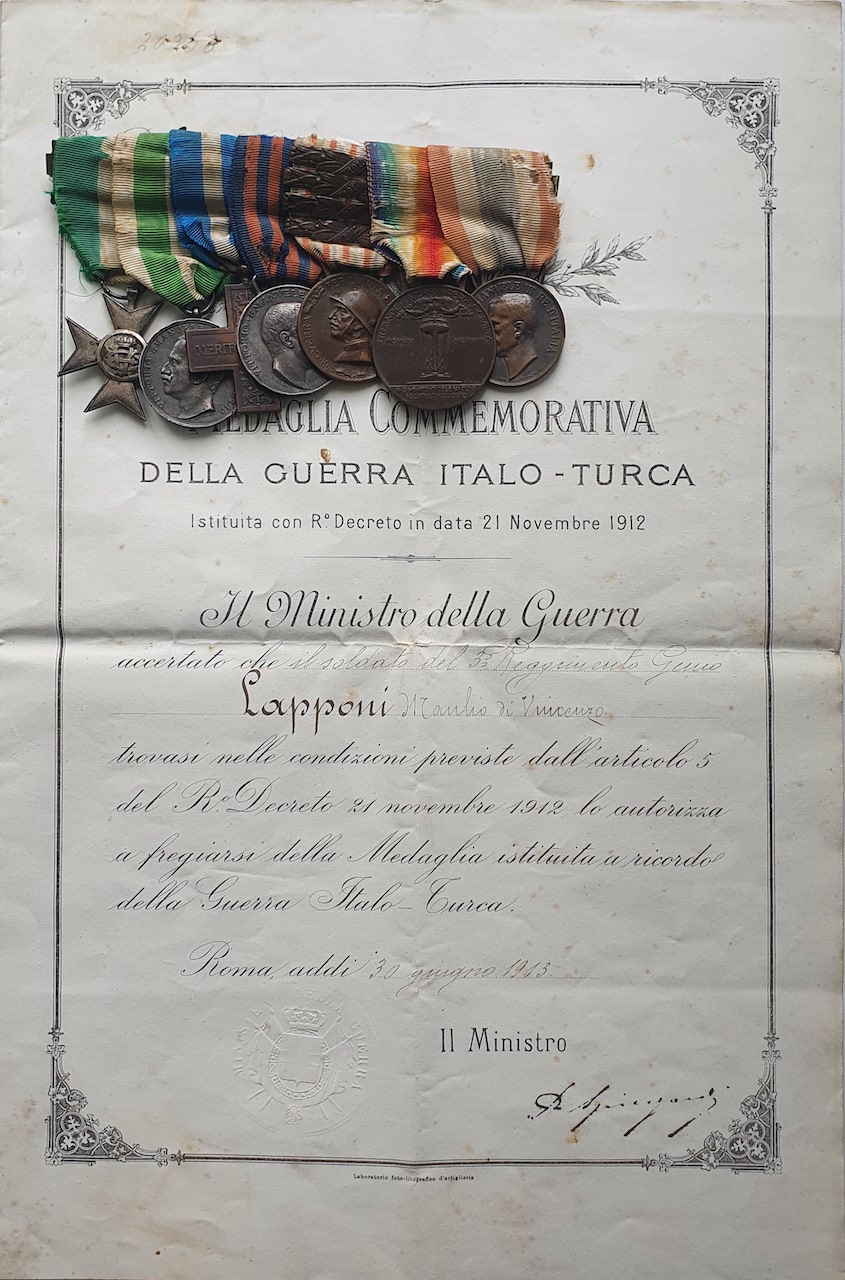 20255
MERITO
MEDAGLIA COMMEMORATIVA
DELLA GUERRA ITALO-TURCA
Istituita con R.º Decreto in data 21 Novembre 1912
Il Ministro della Guerra
accertato che il soldato del 3º Reggimento Genio
Lapponi Manlio di Vincenzo
trovasi nelle condizioni previste dall'articolo 5
del R.º Decreto 21 novembre 1912 lo autorizza
a fregiarsi della Medaglia istituita a ricordo
della Guerra Italo-Turca.
Roma, addì 30 giugno 1913.
Il Ministro
Laboratorio foto-litografico d'artiglieria